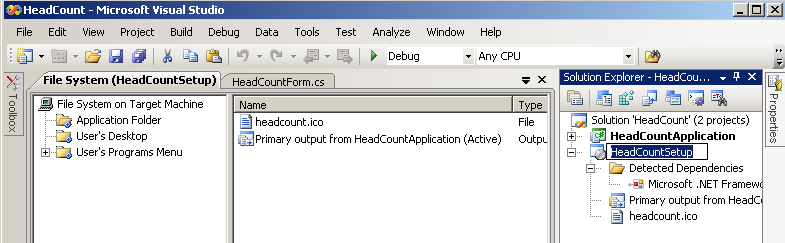 HeadCount - Microsoft Visual Studio
File Edit View Project Build Debug Data Tools Test Analyze Window Help
Debug Any CPU
File System (HeadCountSetup) HeadCountForm.cs Solution Explorer - HeadCou...
Toolbox
File System on Target Machine
Application Folder
User's Desktop
User's Programs Menu
Name Type
headcount.ico File
Primary output from HeadCountApplication (Active) Outpu
Solution 'HeadCount' (2 projects)
HeadCountApplication
HeadCountSetup
Detected Dependencies
Microsoft .NET Framew
Primary output from HeadC
headcount.ico
Properties